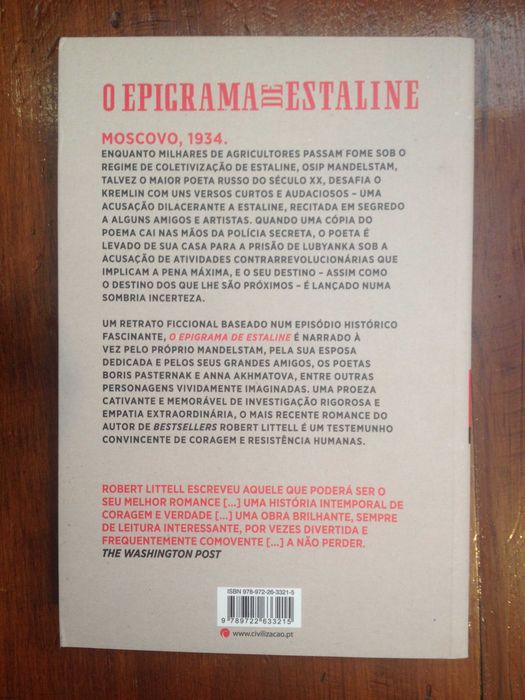 O EPIGRAMA DE ESTALINE
MOSCOVO, 1934.
ENQUANTO MILHARES DE AGRICULTORES PASSAM FOME SOB O
REGIME DE COLETIVIZAÇÃO DE ESTALINE, OSIP MANDELSTAM,
TALVEZ O MAIOR POETA RUSSO DO SÉCULO XX, DESAFIA O
KREMLIN COM UNS VERSOS CURTOS E AUDACIOSOS – UMA
ACUSAÇÃO DILACERANTE A ESTALINE, RECITADA EM SEGREDO
A ALGUNS AMIGOS E ARTISTAS. QUANDO UMA CÓPIA DO
POEMA CAI NAS MÃOS DA POLÍCIA SECRETA, O POETA É
LEVADO DE SUA CASA PARA A PRISÃO DE LUBYANKA SOB A
ACUSAÇÃO DE ATIVIDADES CONTRARREVOLUCIONÁRIAS QUE
IMPLICAM A PENA MÁXIMA, E O SEU DESTINO – ASSIM COMO
O DESTINO DOS QUE LHE SÃO PRÓXIMOS – É LANÇADO NUMA
SOMBRIA INCERTEZA.
UM RETRATO FICCIONAL BASEADO NUM EPISÓDIO HISTÓRICO
FASCINANTE, O EPIGRAMA DE ESTALINE É NARRADO À
VEZ PELO PRÓPRIO MANDELSTAM, PELA SUA ESPOSA
DEDICADA E PELOS SEUS GRANDES AMIGOS, OS POETAS
BORIS PASTERNAK E ANNA AKHMATOVA, ENTRE OUTRAS
PERSONAGENS VIVIDAMENTE IMAGINADAS. UMA PROEZA
CATIVANTE E MEMORÁVEL DE INVESTIGAÇÃO RIGOROSA E
EMPATIA EXTRAORDINÁRIA, O MAIS RECENTE ROMANCE DO
AUTOR DE BESTSELLERS ROBERT LITTELL É UM TESTEMUNHO
CONVINCENTE DE CORAGEM E RESISTÊNCIA HUMANAS.
ROBERT LITTELL ESCREVEU AQUELE QUE PODERÁ SER O
SEU MELHOR ROMANCE [...] UMA HISTÓRIA INTEMPORAL DE
CORAGEM E VERDADE [...] UMA OBRA BRILHANTE, SEMPRE
DE LEITURA INTERESSANTE, POR VEZES DIVERTIDA E
FREQUENTEMENTE COMOVENTE [...] A NÃO PERDER.
THE WASHINGTON POST
ISBN 978-972-26-3321-5
9 789722 633215
www.civilizacao.pt